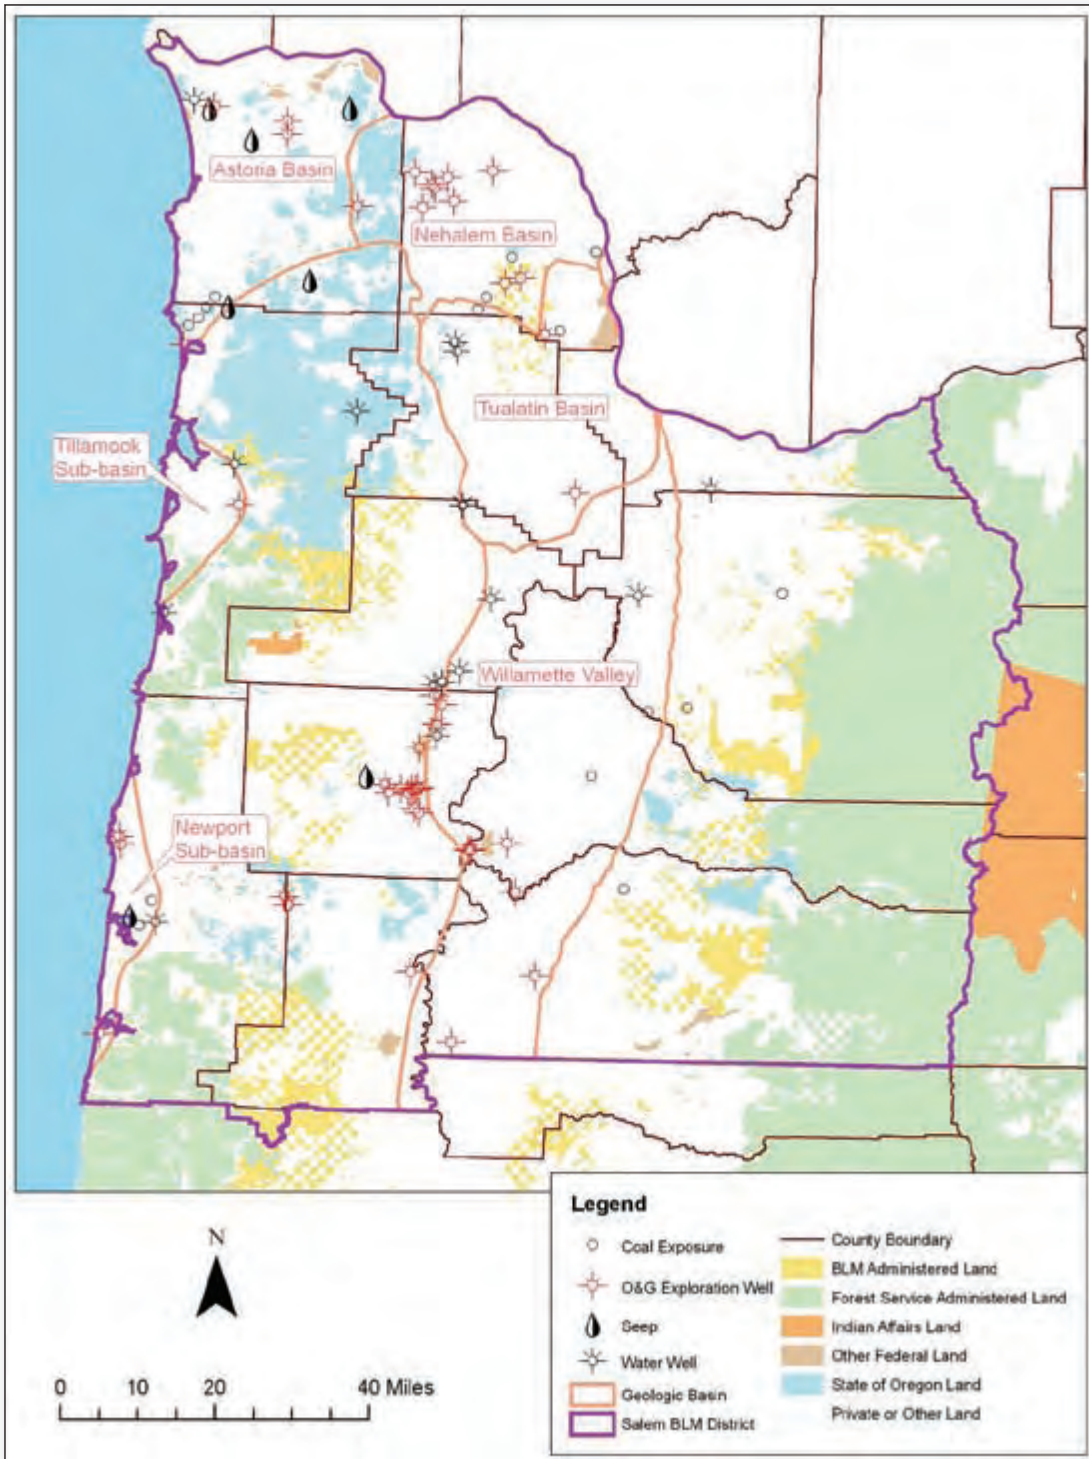 Astoria Basin
Nehalem Basin
Tualatin Basin
Tillamook
Sub-basin
Willamette Valley
Newport
Sub-basin
Legend
Coal Exposure
O&G Exploration Well
Seep
Water Well
Geologic Basin
Salem BLM District
County Boundary
BLM Administered Land
Forest Service Administered Land
Indian Affairs Land
Other Federal Land
State of Oregon Land
Private or Other Land
N
0 10 20 40 Miles